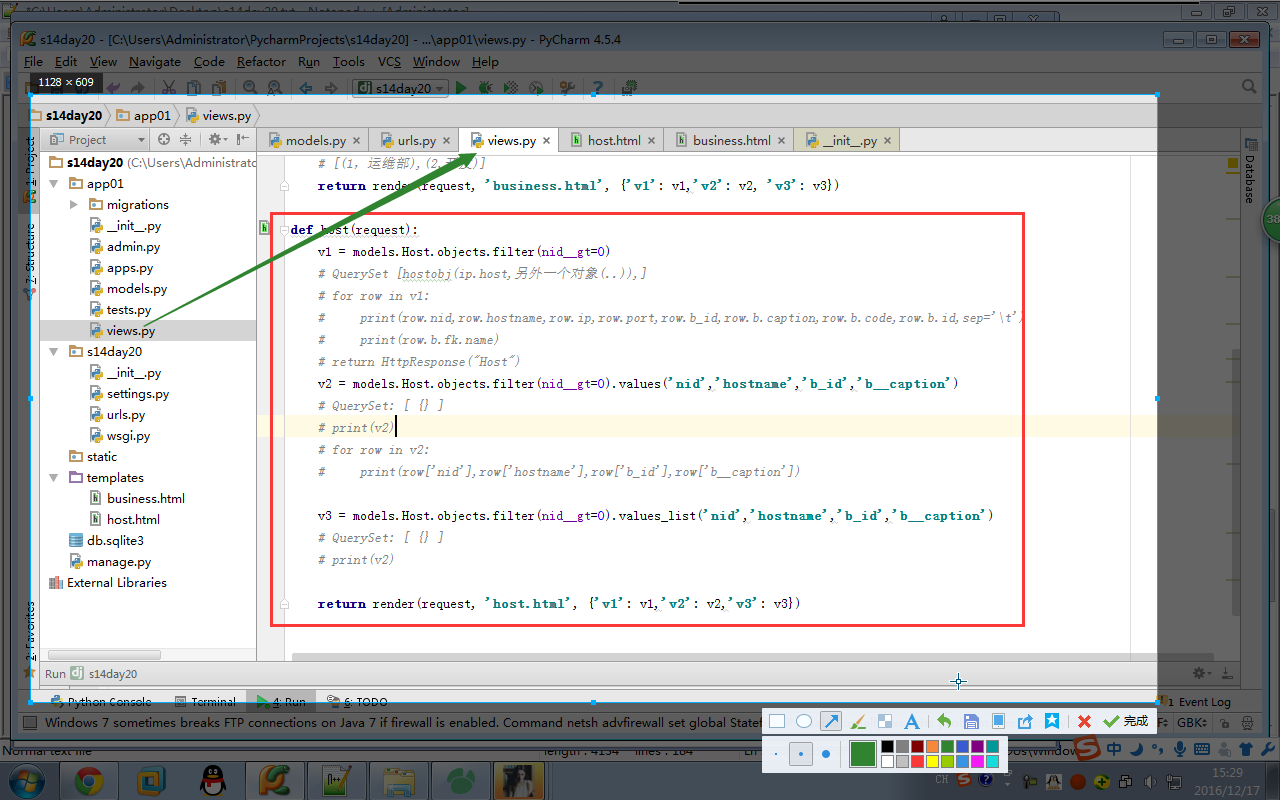 s14day20 - [C:\Users\Administrator\PycharmProjects\s14day20] - ...\app01\views.py - PyCharm 4.5.4
File Edit View Navigate Code Refactor Run Tools VCS Window Help
1128 × 609
s14day20
s14day20 app01 views.py
Project
models.py urls.py views.py host.html business.html __init__.py
s14day20 (C:\Users\Administrato
app01
migrations
__init__.py
admin.py
apps.py
models.py
tests.py
views.py
s14day20
__init__.py
settings.py
urls.py
wsgi.py
static
templates
business.html
host.html
db.sqlite3
manage.py
External Libraries
1: Project
7: Structure
2: Favorites
Database
return render(request, 'business.html', {'v1': v1,'v2': v2, 'v3': v3})
def host(request):
v1 = models.Host.objects.filter(nid__gt=0)
# QuerySet [hostobj(ip.host,另外一个对象(..)),]
# for row in v1:
#     print(row.nid,row.hostname,row.ip,row.port,row.b_id,row.b.caption,row.b.code,row.b.id,sep='\t')
#     print(row.b.fk.name)
# return HttpResponse("Host")
v2 = models.Host.objects.filter(nid__gt=0).values('nid','hostname','b_id','b__caption')
# QuerySet: [ {} ]
# print(v2)
# for row in v2:
#     print(row['nid'],row['hostname'],row['b_id'],row['b__caption'])
v3 = models.Host.objects.filter(nid__gt=0).values_list('nid','hostname','b_id','b__caption')
# QuerySet: [ {} ]
# print(v2)
return render(request, 'host.html', {'v1': v1,'v2': v2,'v3': v3})
38
Run s14day20
Python Console Terminal 4: Run 6: TODO
1 Event Log
Windows 7 sometimes breaks FTP connections on Java 7 if firewall is enabled. Command netsh advfirewall set global Statef
完成
GBK
Normal text file
中
CH
15:29
2016/12/17